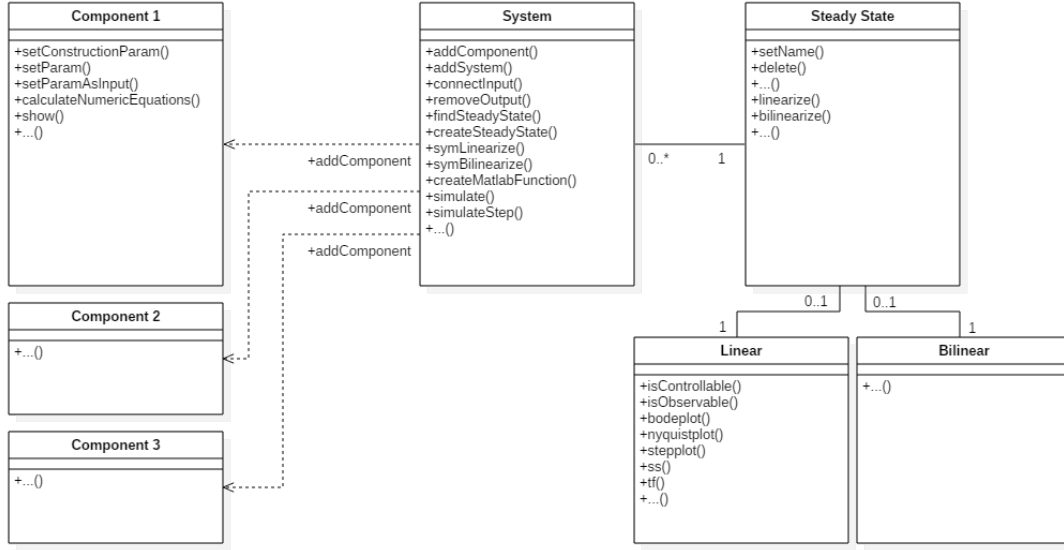 Component 1
+setConstructionParam()
+setParam()
+setParamAsInput()
+calculateNumericEquations()
+show()
+...()
System
+addComponent()
+addSystem()
+connectInput()
+removeOutput()
+findSteadyState()
+createSteadyState()
+symLinearize()
+symBilinearize()
+createMatlabFunction()
+simulate()
+simulateStep()
+...()
Steady State
+setName()
+delete()
+...()
+linearize()
+bilinearize()
+...()
+addComponent
+addComponent
+addComponent
0..*
1
Component 2
+...()
Component 3
+...()
0..1
0..1
1
1
Linear
+isControllable()
+isObservable()
+bodeplot()
+nyquistplot()
+stepplot()
+ss()
+tf()
+...()
Bilinear
+...()